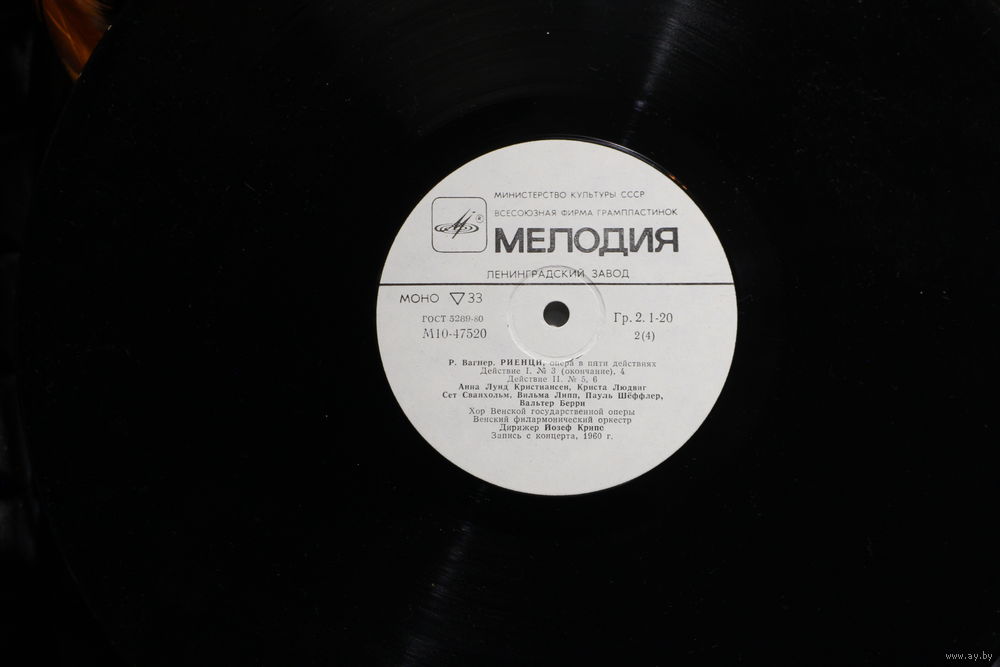 МИНИСТЕРСТВО КУЛЬТУРЫ СССР
ВСЕСОЮЗНАЯ ФИРМА ГРАМПЛАСТИНОК
МЕЛОДИЯ
ЛЕНИНГРАДСКИЙ ЗАВОД
МОНО 33
ГОСТ 5289-80
М10-47520
Гр. 2. 1-20
2(4)
Р. Вагнер. РИЕНЦИ, опера в пяти действиях
Действие I. № 3 (окончание), 4
Действие II. № 5, 6
Анна Лунд Кристиансен, Криста Людвиг
Сет Сванхольм, Вильма Липп, Пауль Шёффлер,
Вальтер Берри
Хор Венской государственной оперы
Венский филармонический оркестр
Дирижер Йозеф Крипс
Запись с концерта, 1960 г.
www.ay.by